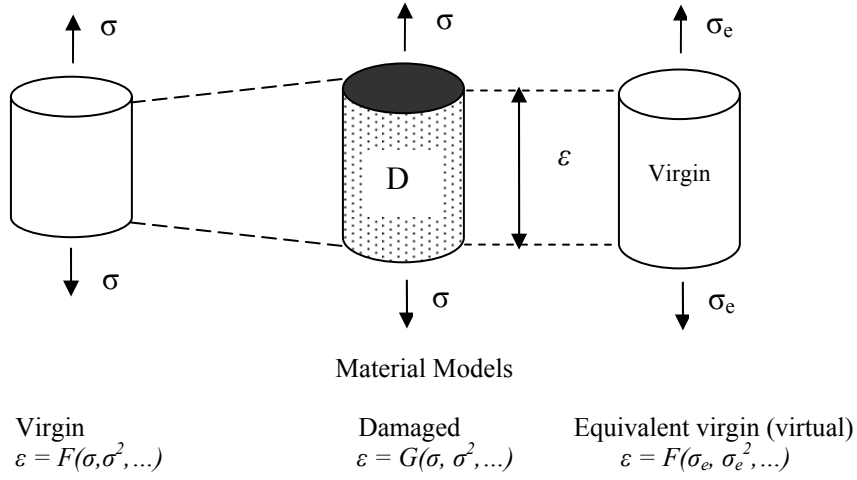 σ σ σₑ
D ε Virgin
σ σ σₑ
Material Models
Virgin Damaged Equivalent virgin (virtual)
ε = F(σ,σ²,...) ε = G(σ, σ²,...) ε = F(σₑ, σₑ²,...)